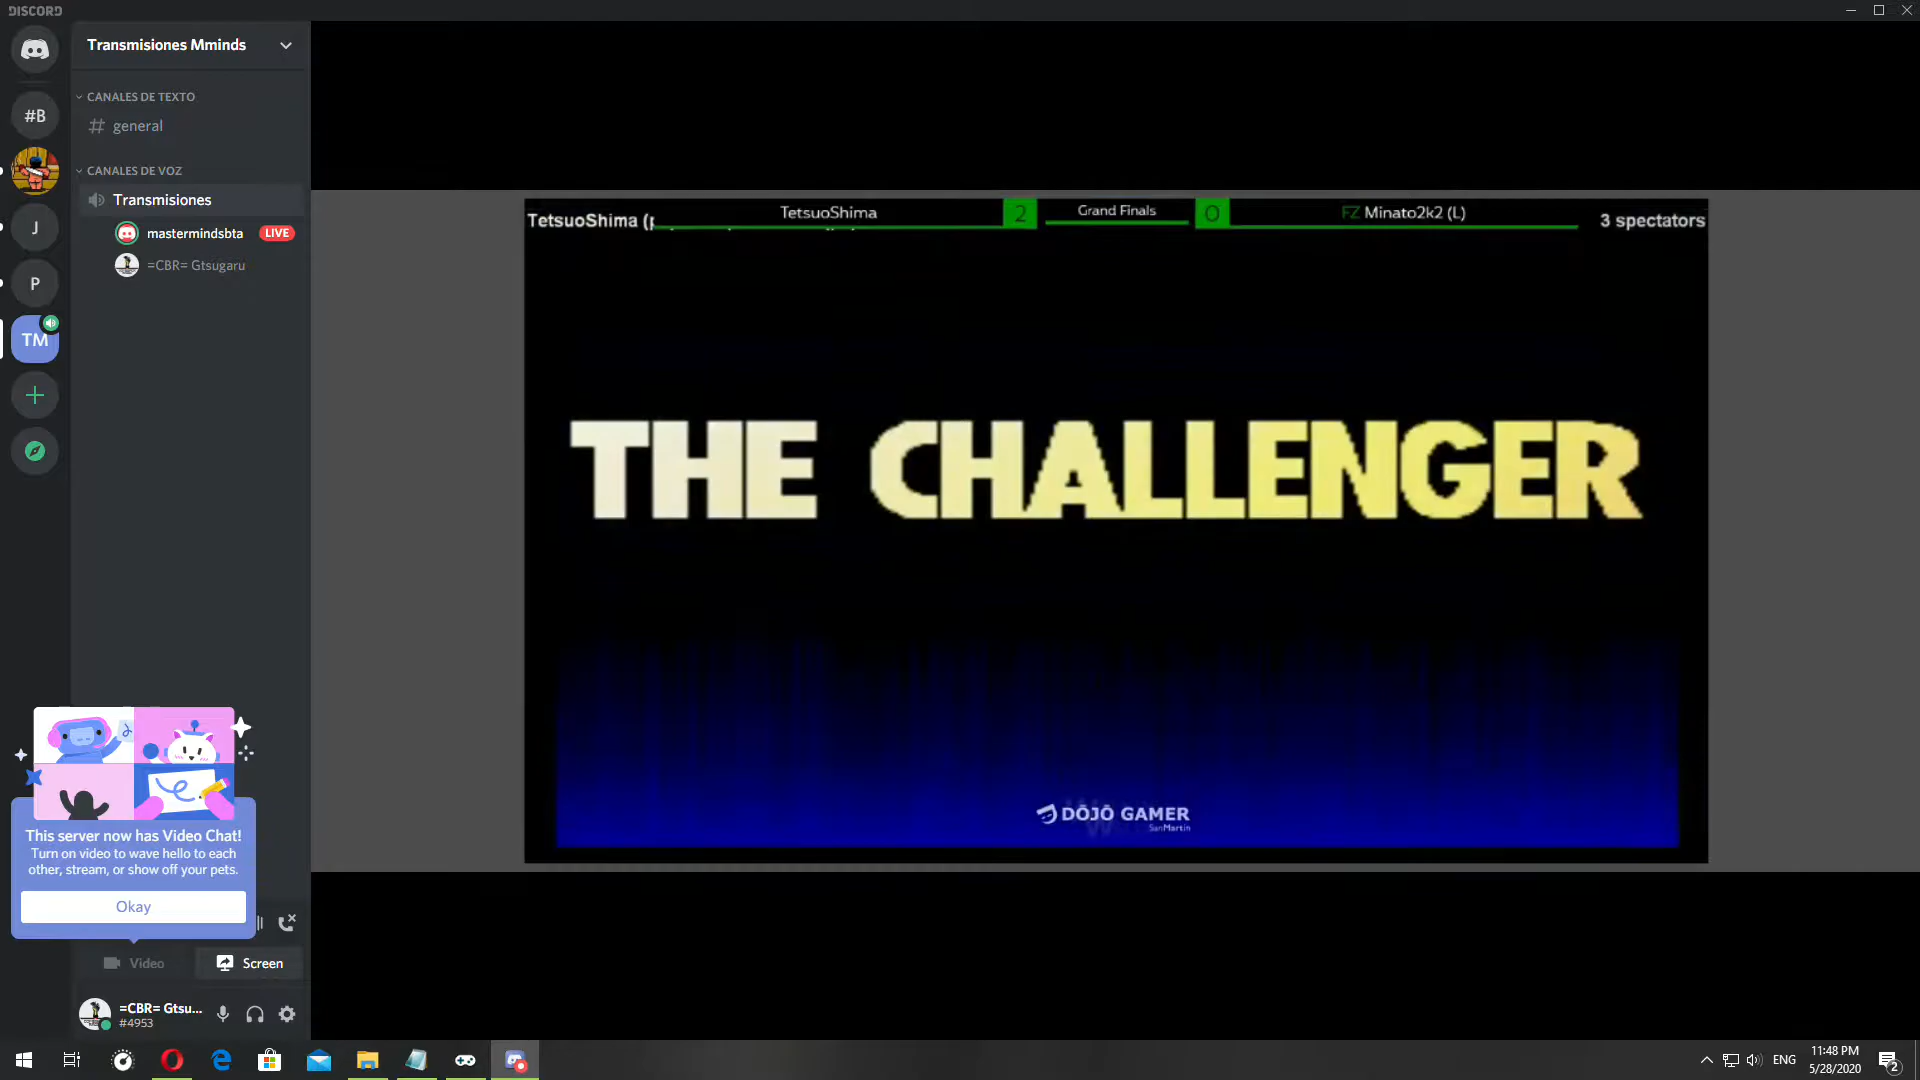 DISCORD
Transmisiones Mminds
CANALES DE TEXTO
general
CANALES DE VOZ
Transmisiones
mastermindsbta LIVE
=CBR= Gtsugaru
#B
J
P
TM
This server now has Video Chat!
Turn on video to wave hello to each
other, stream, or show off your pets.
Okay
Video
Screen
=CBR= Gtsu...
#4953
TetsuoShima (
TetsuoShima 2 Grand Finals 0 FZ Minato2k2 (L)
3 spectators
THE CHALLENGER
DŌJŌ GAMER
SanMartin
ENG
11:48 PM
5/28/2020
2